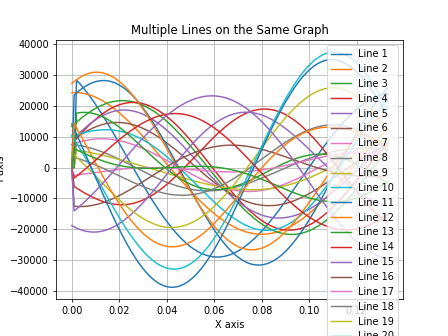 Multiple Lines on the Same Graph
40000
30000
20000
10000
0
−10000
−20000
−30000
−40000
0.00
0.02
0.04
0.06
0.08
0.10
X axis
Line 1
Line 2
Line 3
Line 4
Line 5
Line 6
Line 7
Line 8
Line 9
Line 10
Line 11
Line 12
Line 13
Line 14
Line 15
Line 16
Line 17
Line 18
Line 19
Line 20